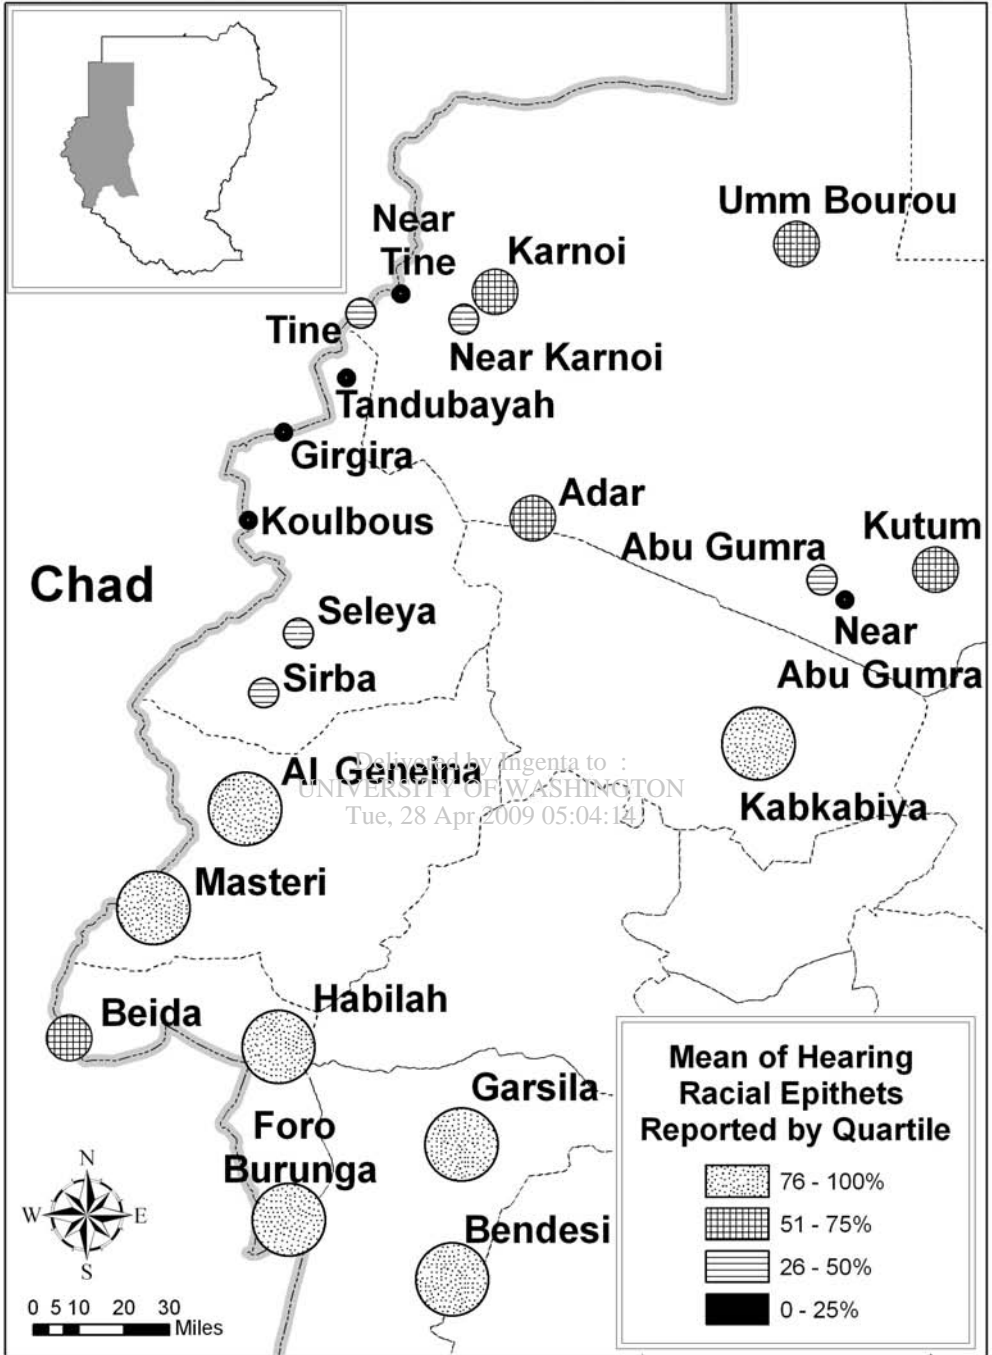 Umm Bourou
Near
Tine
Karnoi
Tine
Near Karnoi
Tandubayah
Girgira
Adar
Koulbous
Kutum
Abu Gumra
Chad
Seleya
Near
Abu Gumra
Sirba
Al Geneina
Delivered by Ingenta to :
UNIVERSITY OF WASHINGTON
Tue, 28 Apr 2009 05:04:14
Kabkabiya
Masteri
Habilah
Beida
Garsila
Foro
Burunga
Bendesi
N
W E
S
0 5 10 20 30
Miles
Mean of Hearing
Racial Epithets
Reported by Quartile
76 - 100%
51 - 75%
26 - 50%
0 - 25%